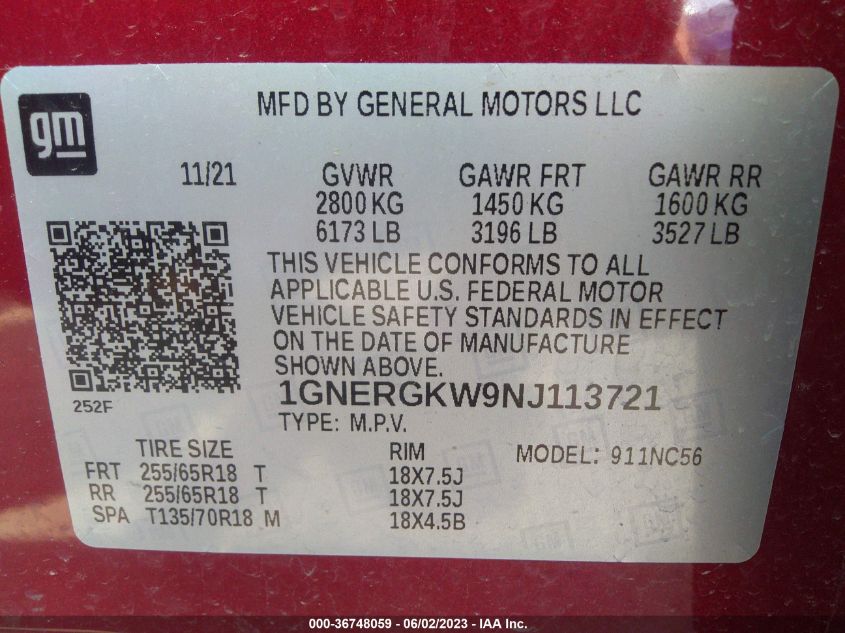 MFD BY GENERAL MOTORS LLC
gm
11/21 GVWR GAWR FRT GAWR RR
2800 KG 1450 KG 1600 KG
6173 LB 3196 LB 3527 LB
THIS VEHICLE CONFORMS TO ALL
APPLICABLE U.S. FEDERAL MOTOR
VEHICLE SAFETY STANDARDS IN EFFECT
ON THE DATE OF MANUFACTURE
SHOWN ABOVE.
252F
1GNERGKW9NJ113721
TYPE: M.P.V.
TIRE SIZE RIM MODEL: 911NC56
FRT 255/65R18 T 18X7.5J
RR 255/65R18 T 18X7.5J
SPA T135/70R18 M 18X4.5B
000-36748059 - 06/02/2023 - IAA Inc.